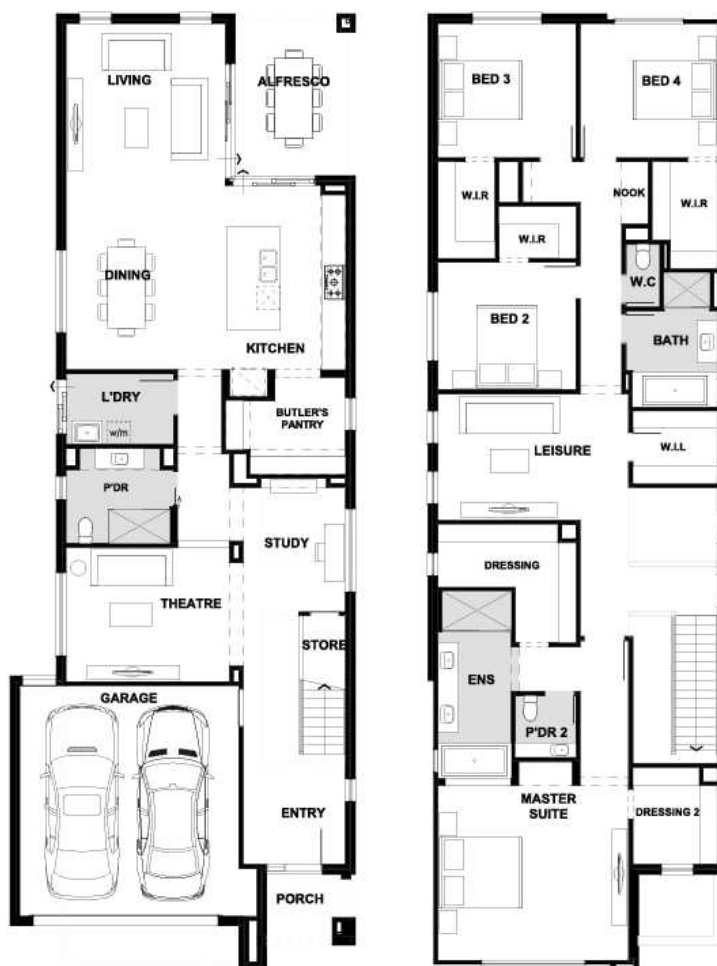 LIVING
ALFRESCO
DINING
KITCHEN
L'DRY
w/m
BUTLER'S
PANTRY
P'DR
STUDY
THEATRE
STORE
GARAGE
ENTRY
PORCH
BED 3
BED 4
W.I.R
NOOK
W.I.R
W.I.R
W.C
BED 2
BATH
LEISURE
W.I.L
DRESSING
ENS
P'DR 2
MASTER
SUITE
DRESSING 2